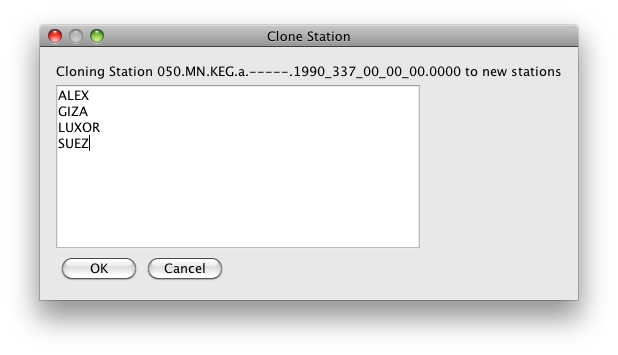 Clone Station
Cloning Station 050.MN.KEG.a.-----.1990_337_00_00_00.0000 to new stations
ALEX
GIZA
LUXOR
SUEZ
OK Cancel